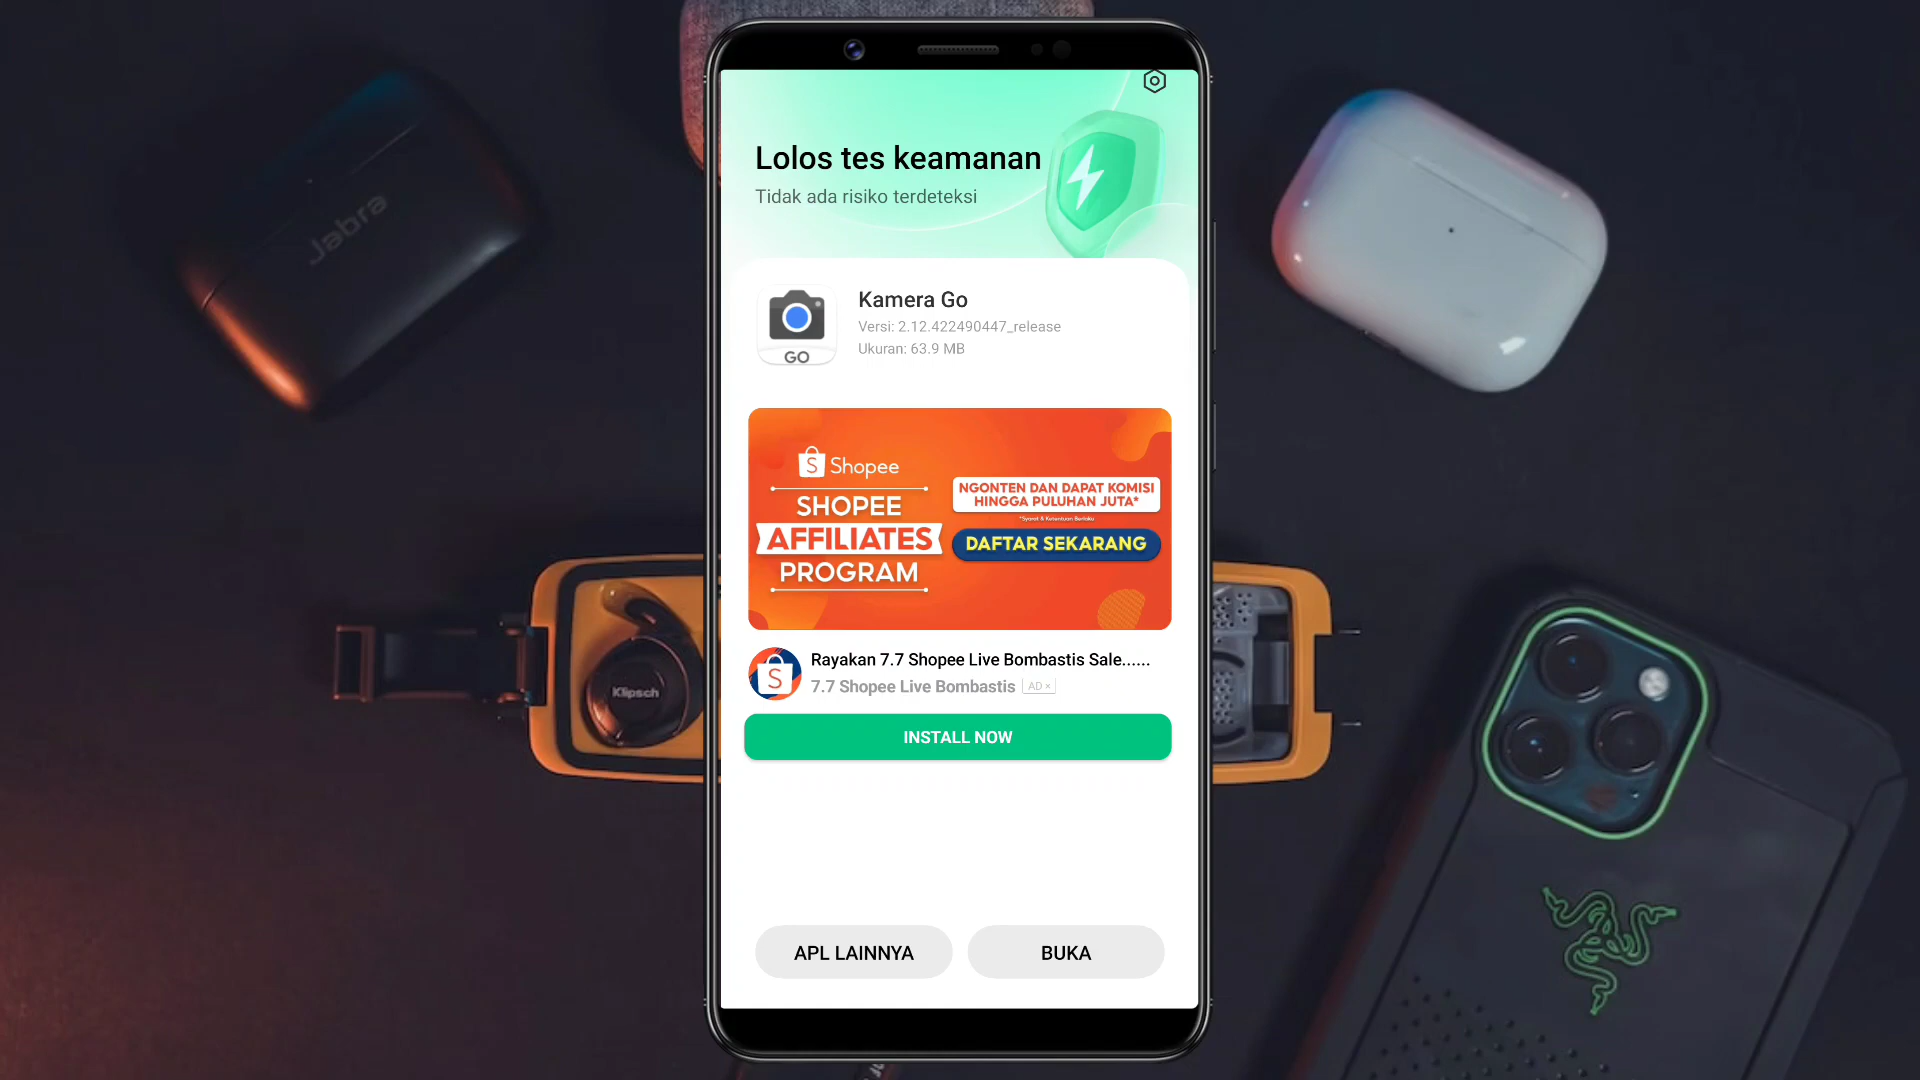 Lolos tes keamanan
Tidak ada risiko terdeteksi
Kamera Go
Versi: 2.12.422490447_release
Ukuran: 63.9 MB
GO
Shopee
SHOPEE
AFFILIATES
PROGRAM
NGONTEN DAN DAPAT KOMISI
HINGGA PULUHAN JUTA*
*Syarat & Ketentuan Berlaku
DAFTAR SEKARANG
Rayakan 7.7 Shopee Live Bombastis Sale......
7.7 Shopee Live Bombastis AD ×
INSTALL NOW
APL LAINNYA
BUKA
Jabra
Klipsch